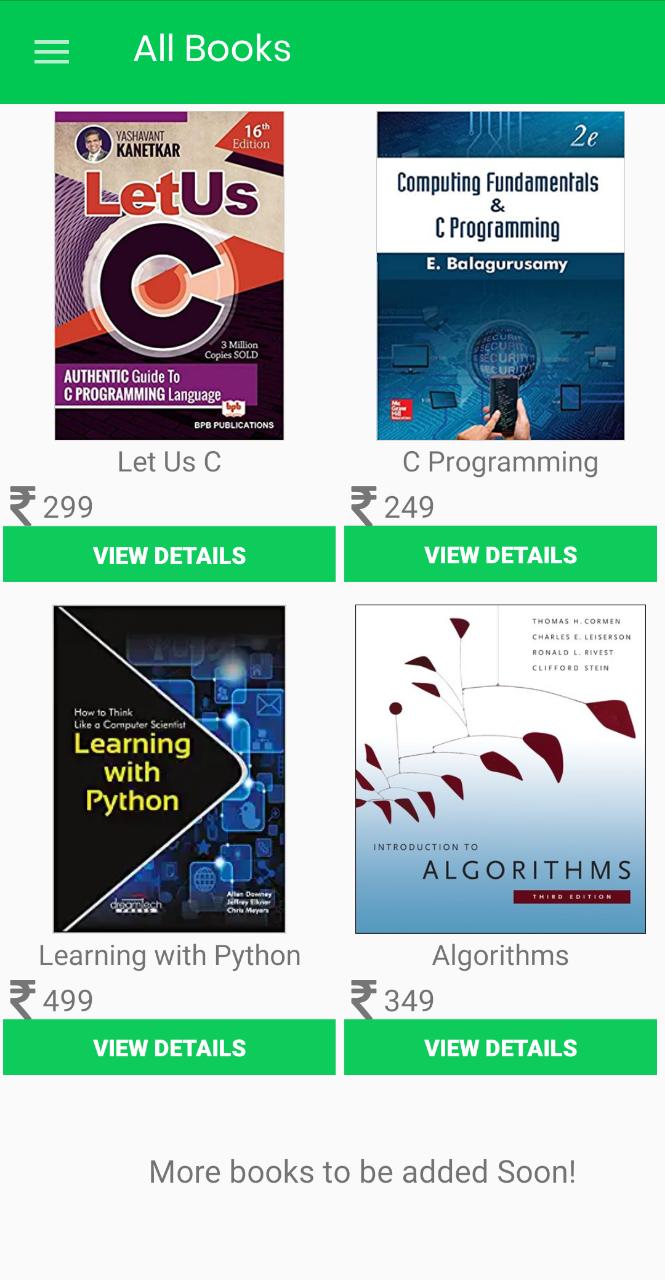 All Books
YASHAVANT
KANETKAR
16th
Edition
LetUs
C
3 Million
Copies SOLD
AUTHENTIC Guide To
C PROGRAMMING Language
bpb
BPB PUBLICATIONS
2e
Computing Fundamentals
&
C Programming
E. Balagurusamy
SECURITY
SECURITY
SECURITY
Mc
Graw
Hill
Education
Let Us C
C Programming
₹ 299
₹ 249
VIEW DETAILS
VIEW DETAILS
How to Think
Like a Computer Scientist
Learning
with
Python
Allen Downey
Jeffrey Elkner
Chris Meyers
dreamtech
PRESS
THOMAS H. CORMEN
CHARLES E. LEISERSON
RONALD L. RIVEST
CLIFFORD STEIN
INTRODUCTION TO
ALGORITHMS
THIRD EDITION
Learning with Python
Algorithms
₹ 499
₹ 349
VIEW DETAILS
VIEW DETAILS
More books to be added Soon!